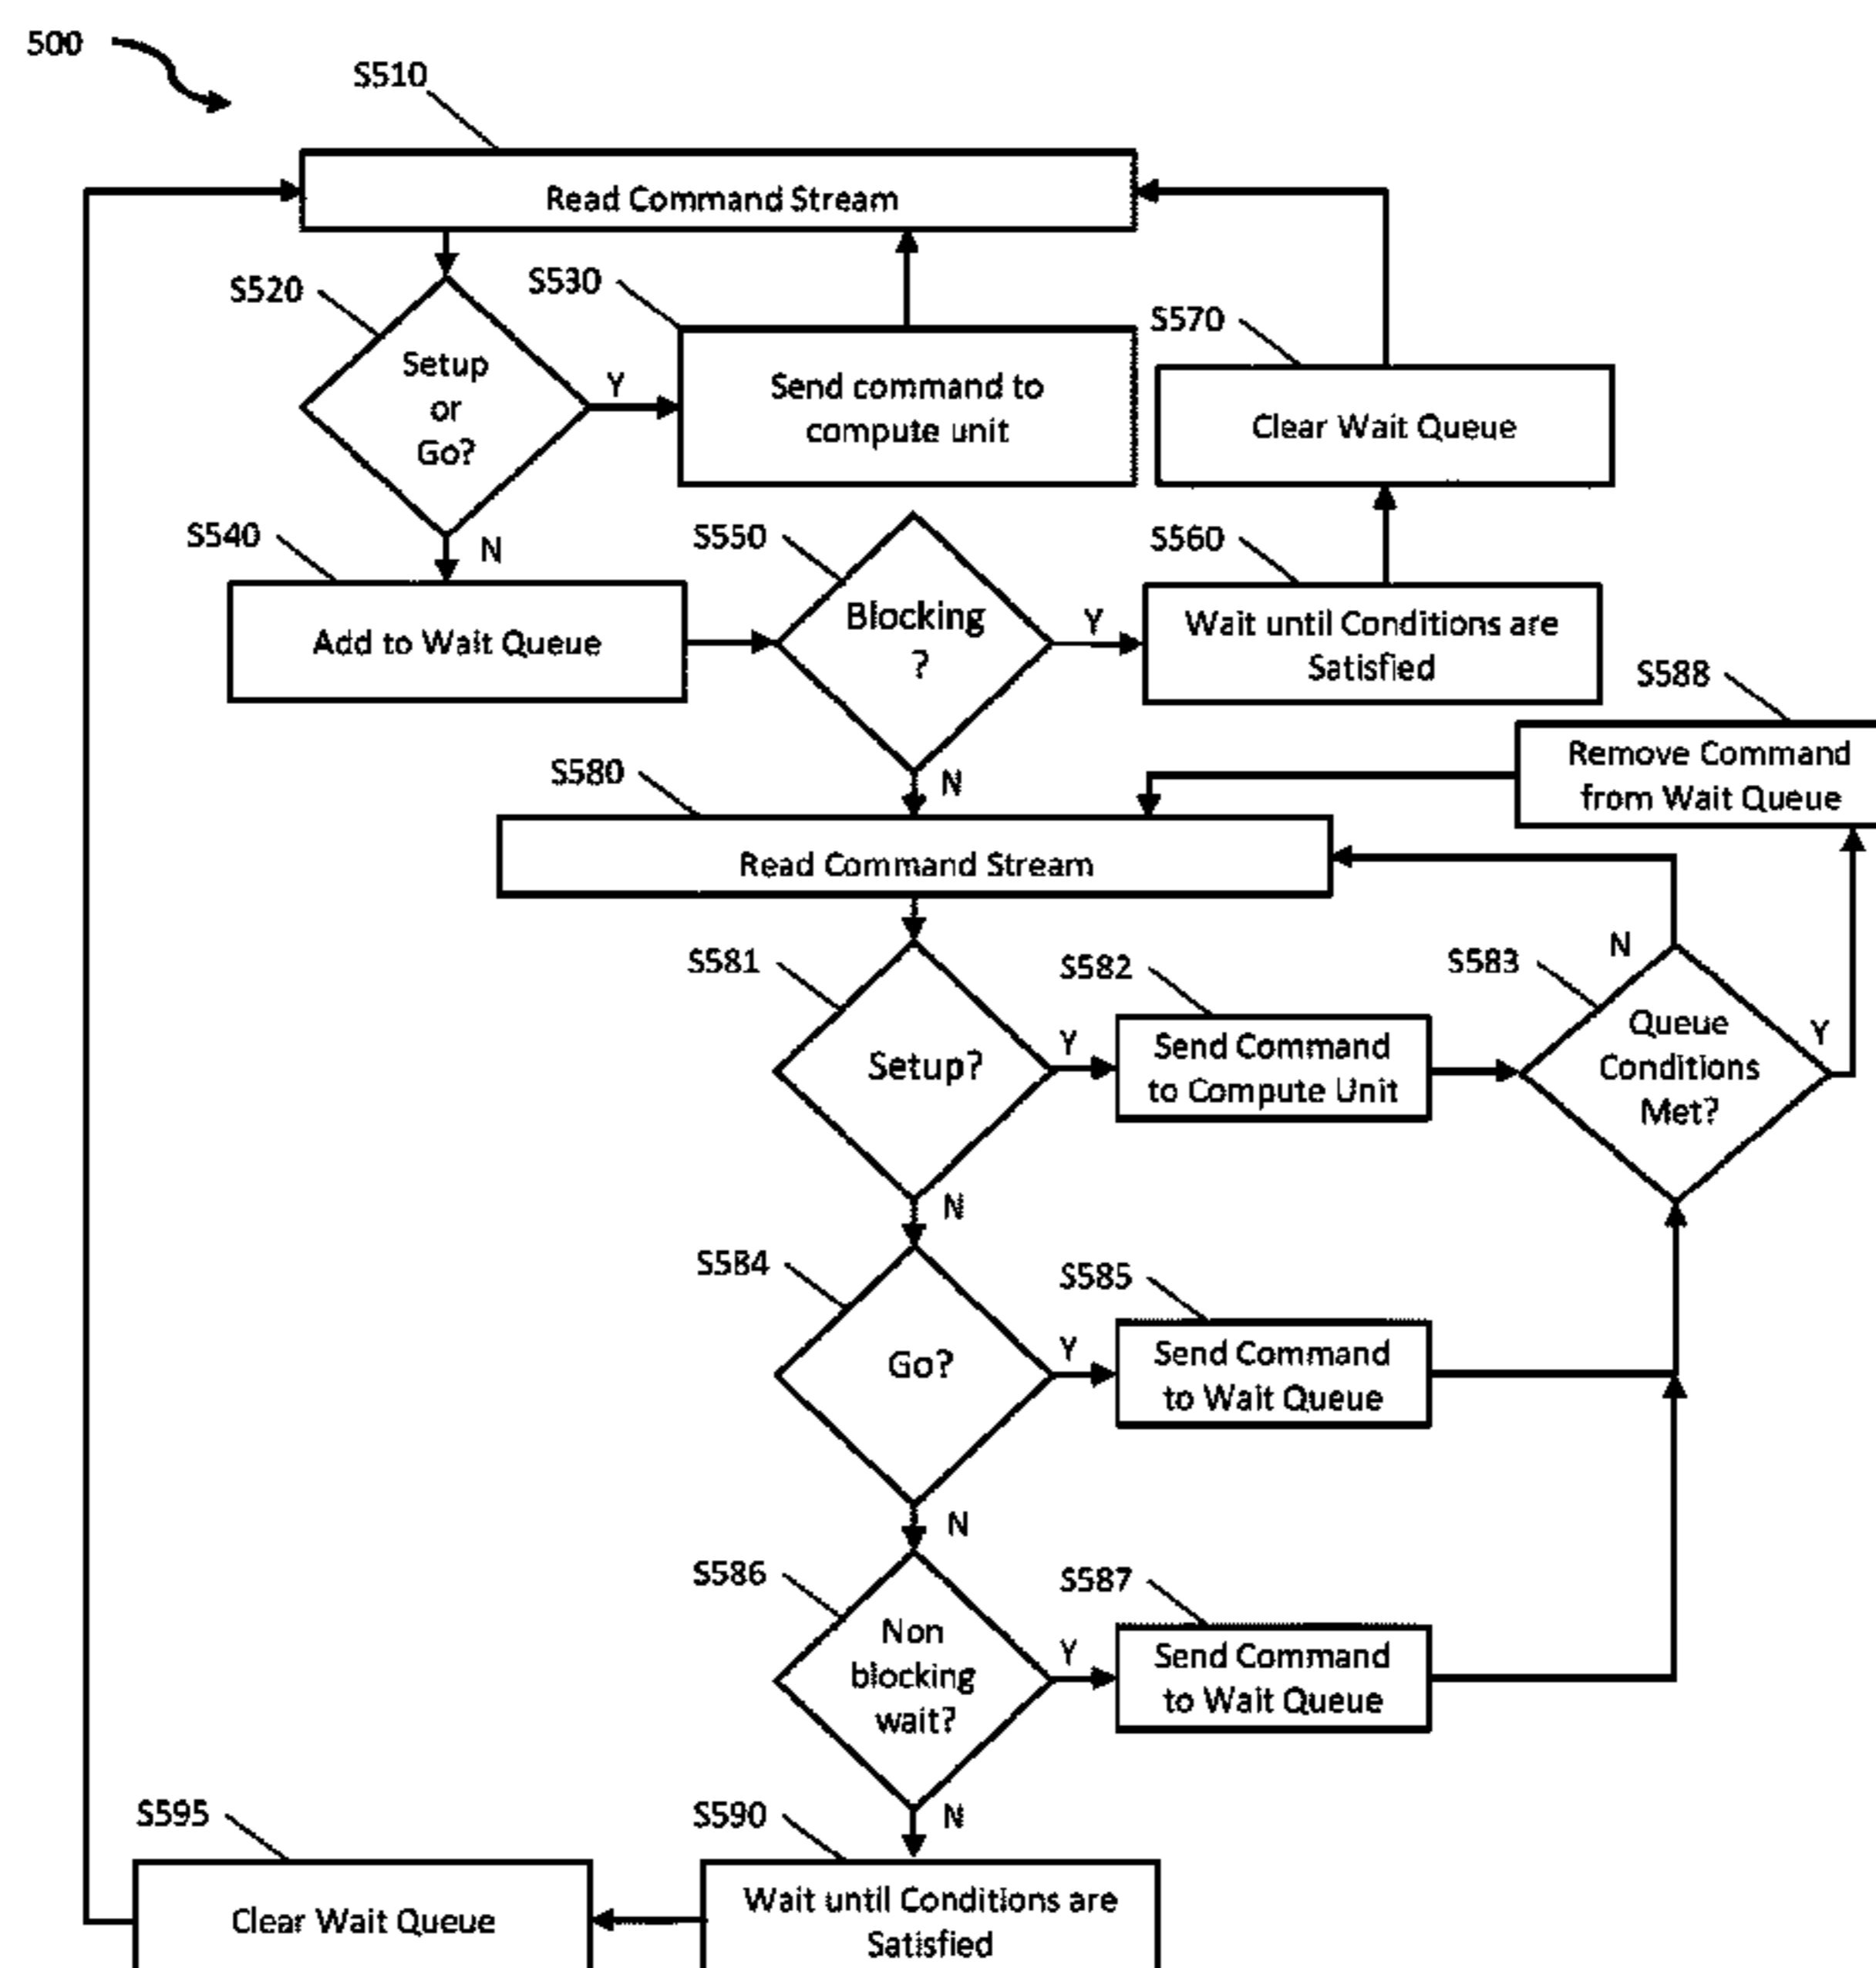 500
S510
Read Command Stream
S520
S530
S570
Setup
or
Go?
Y
Send command to
compute unit
Clear Wait Queue
S540
N
S550
S560
Add to Wait Queue
Blocking
?
Y
Wait until Conditions are
Satisfied
S588
Remove Command
from Wait Queue
S580
N
Read Command Stream
S581
S582
S583
N
Setup?
Y
Send Command
to Compute Unit
Queue
Conditions
Met?
Y
N
S584
S585
Go?
Y
Send Command
to Wait Queue
N
S586
S587
Non
blocking
wait?
Y
Send Command
to Wait Queue
S595
S590
N
Clear Wait Queue
Wait until Conditions are
Satisfied